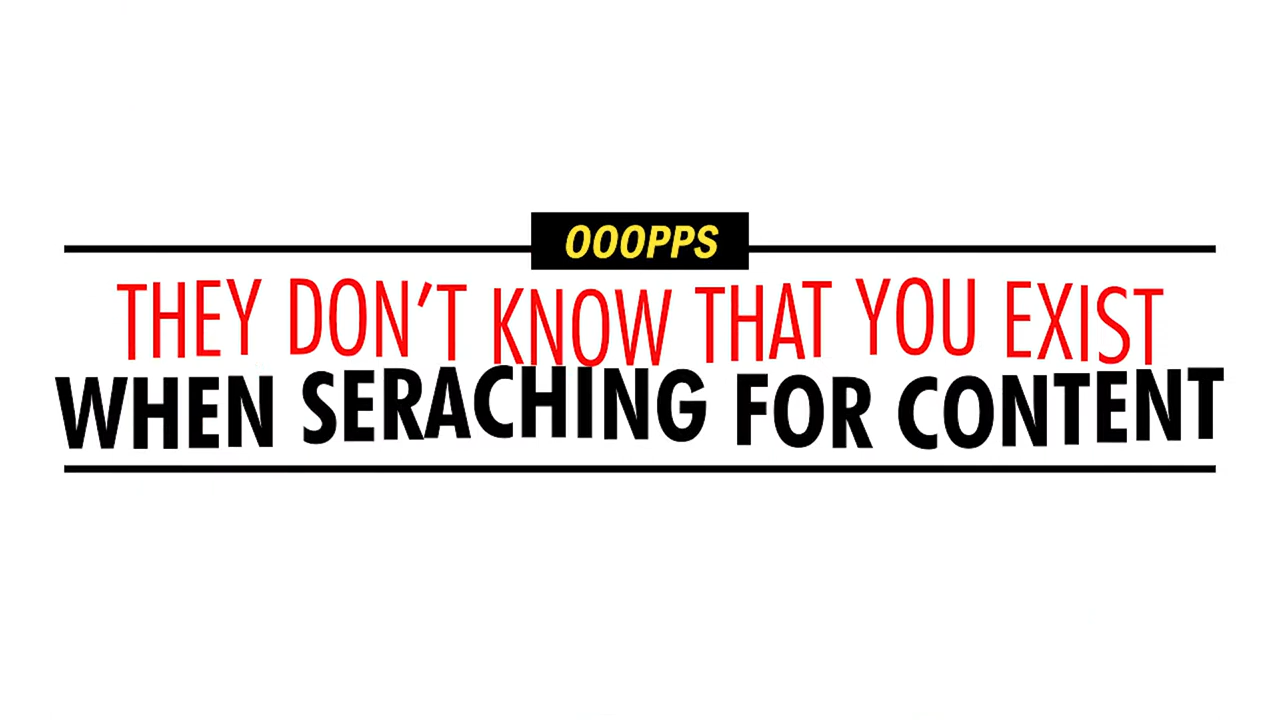 OOOPPS
THEY DON'T KNOW THAT YOU EXIST
WHEN SERACHING FOR CONTENT